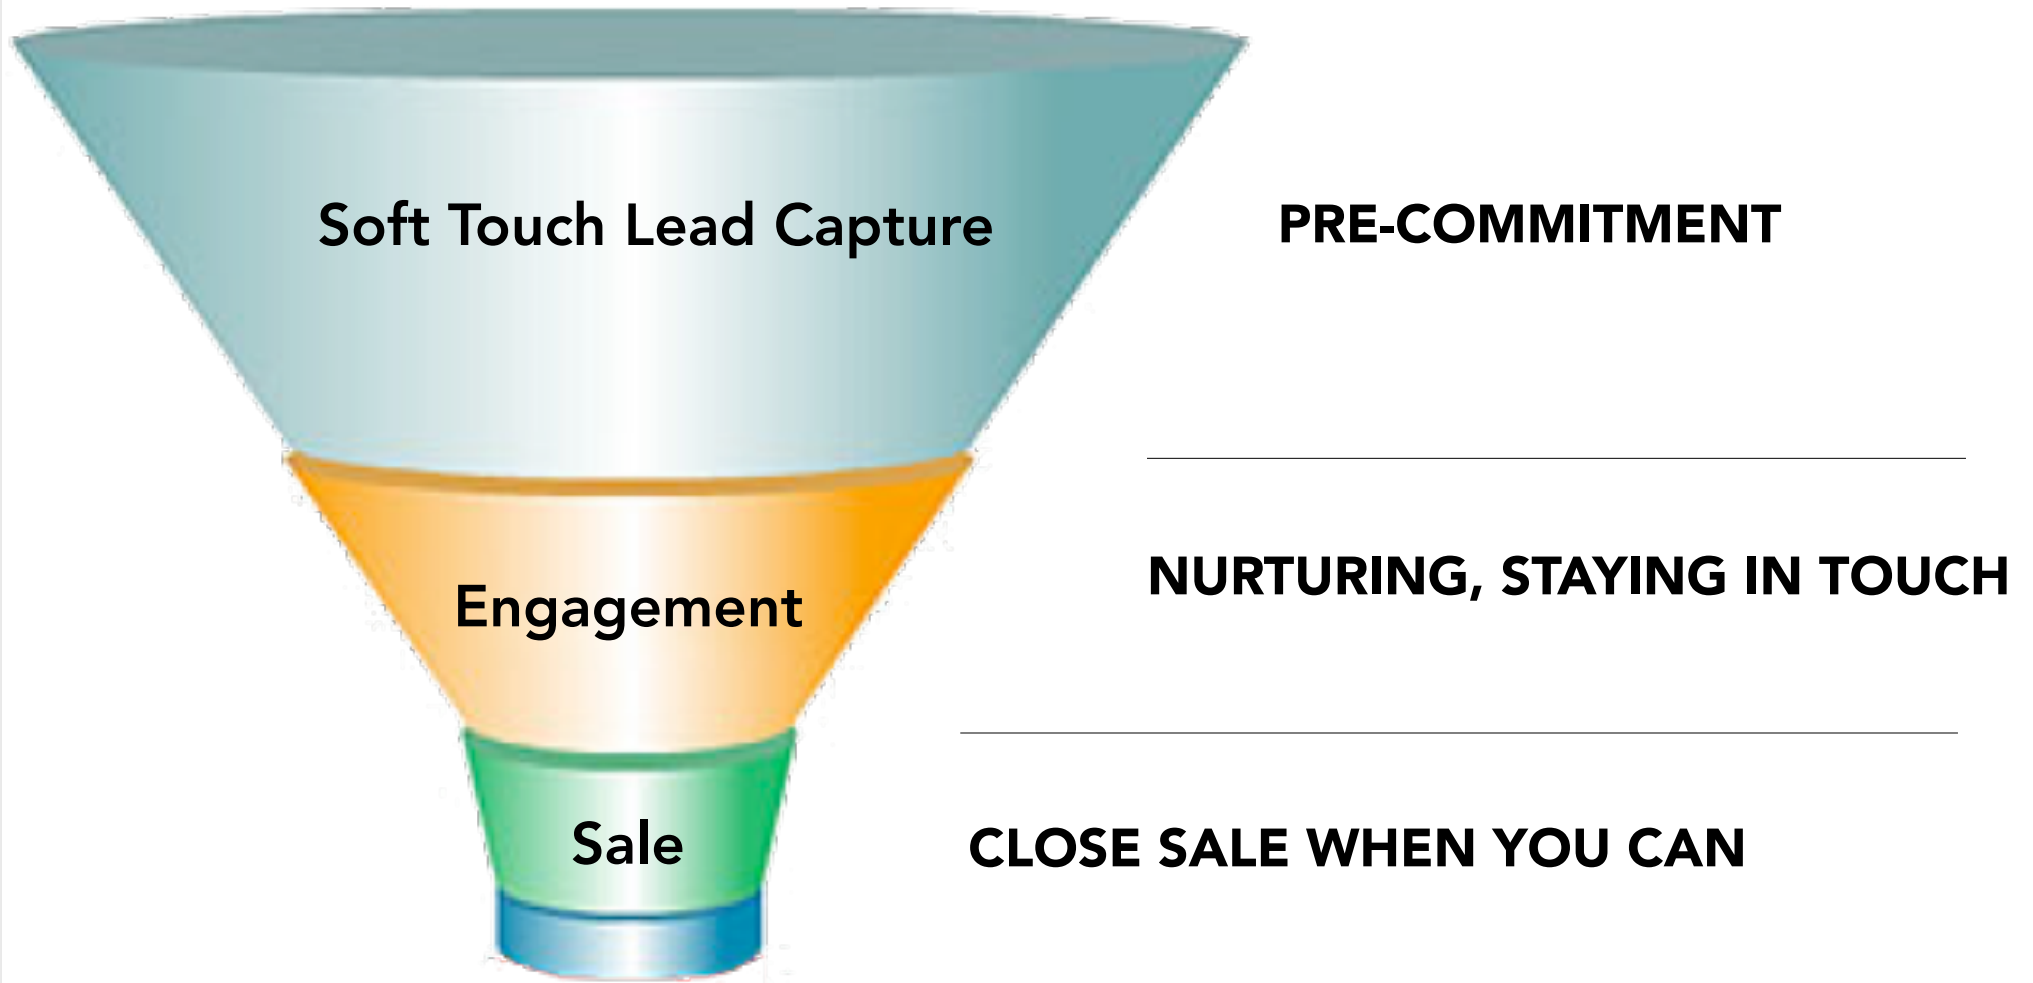 Soft Touch Lead Capture
PRE-COMMITMENT
Engagement
NURTURING, STAYING IN TOUCH
Sale
CLOSE SALE WHEN YOU CAN